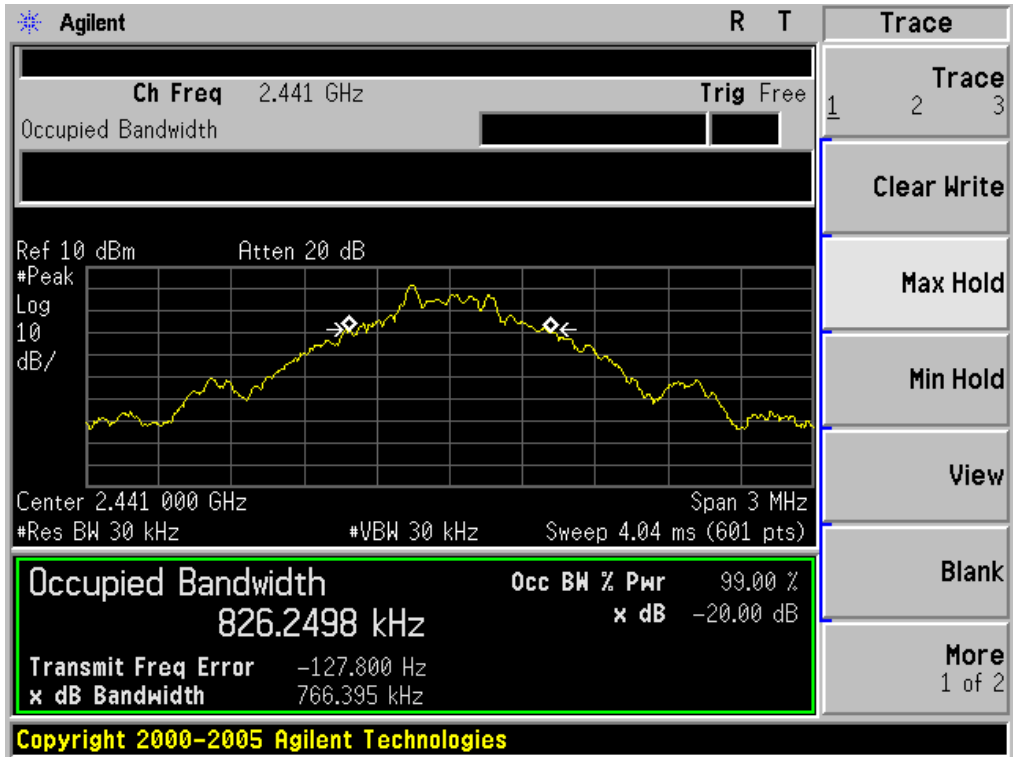 Agilent R T Trace
Ch Freq 2.441 GHz Trig Free
Occupied Bandwidth
Trace
1 2 3
Clear Write
Max Hold
Min Hold
View
Blank
More
1 of 2
Ref 10 dBm Atten 20 dB
#Peak
Log
10
dB/
Center 2.441 000 GHz Span 3 MHz
#Res BW 30 kHz #VBW 30 kHz Sweep 4.04 ms (601 pts)
Occupied Bandwidth Occ BW % Pwr 99.00 %
826.2498 kHz x dB -20.00 dB
Transmit Freq Error -127.800 Hz
x dB Bandwidth 766.395 kHz
Copyright 2000-2005 Agilent Technologies